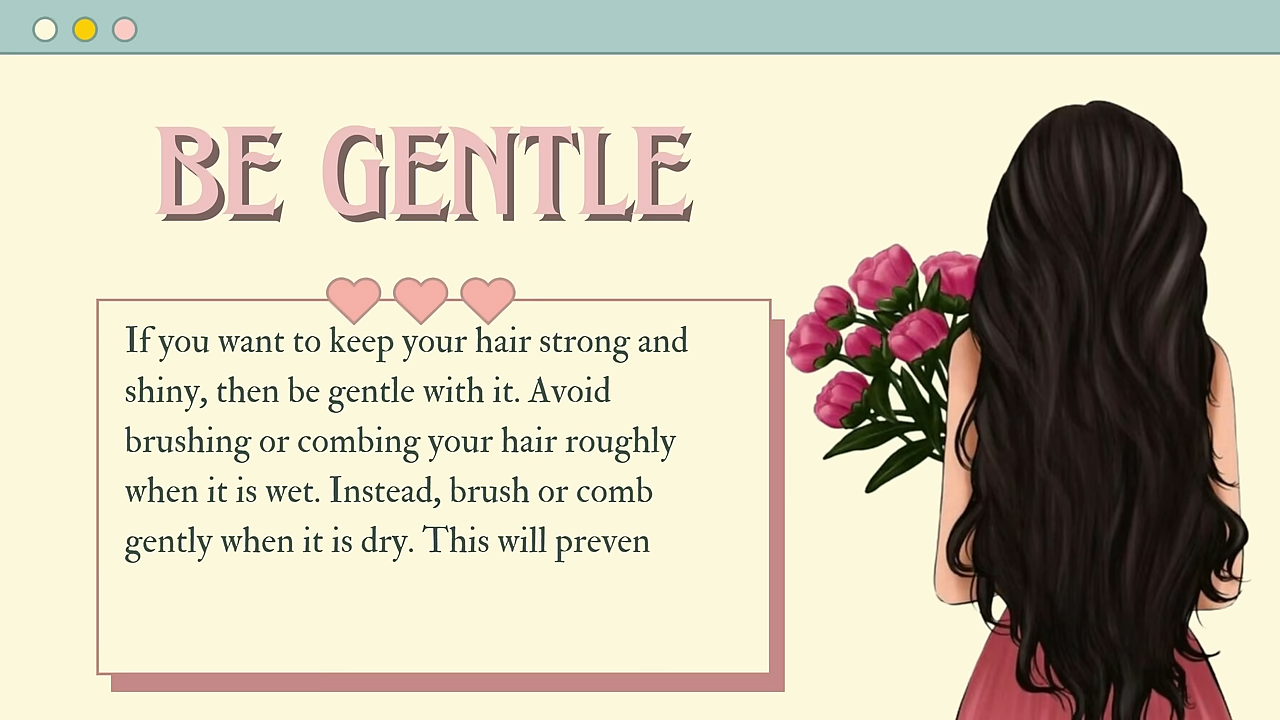 BE GENTLE
If you want to keep your hair strong and
shiny, then be gentle with it. Avoid
brushing or combing your hair roughly
when it is wet. Instead, brush or comb
gently when it is dry. This will preven